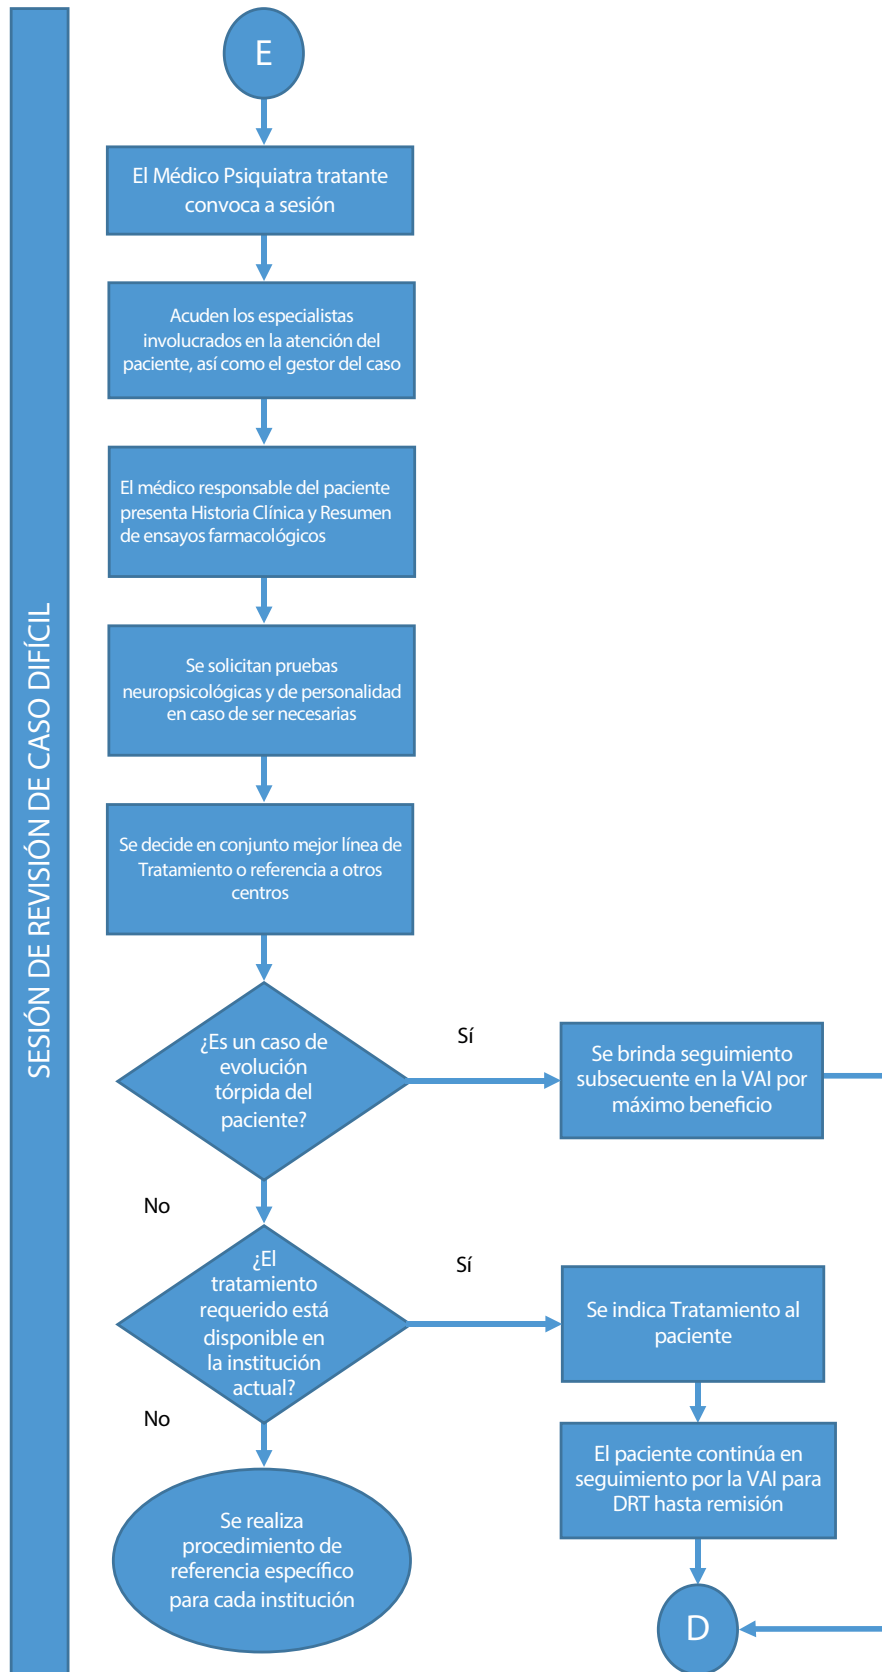 SESIÓN DE REVISIÓN DE CASO DIFÍCIL
E
El Médico Psiquiatra tratante
convoca a sesión
Acuden los especialistas
involucrados en la atención del
paciente, así como el gestor del caso
El médico responsable del paciente
presenta Historia Clínica y Resumen
de ensayos farmacológicos
Se solicitan pruebas
neuropsicológicas y de personalidad
en caso de ser necesarias
Se decide en conjunto mejor línea de
Tratamiento o referencia a otros
centros
¿Es un caso de
evolución
tórpida del
paciente?
Sí
Se brinda seguimiento
subsecuente en la VAI por
máximo beneficio
No
¿El
tratamiento
requerido está
disponible en
la institución
actual?
Sí
Se indica Tratamiento al
paciente
No
El paciente continúa en
seguimiento por la VAI para
DRT hasta remisión
Se realiza
procedimiento de
referencia específico
para cada institución
D